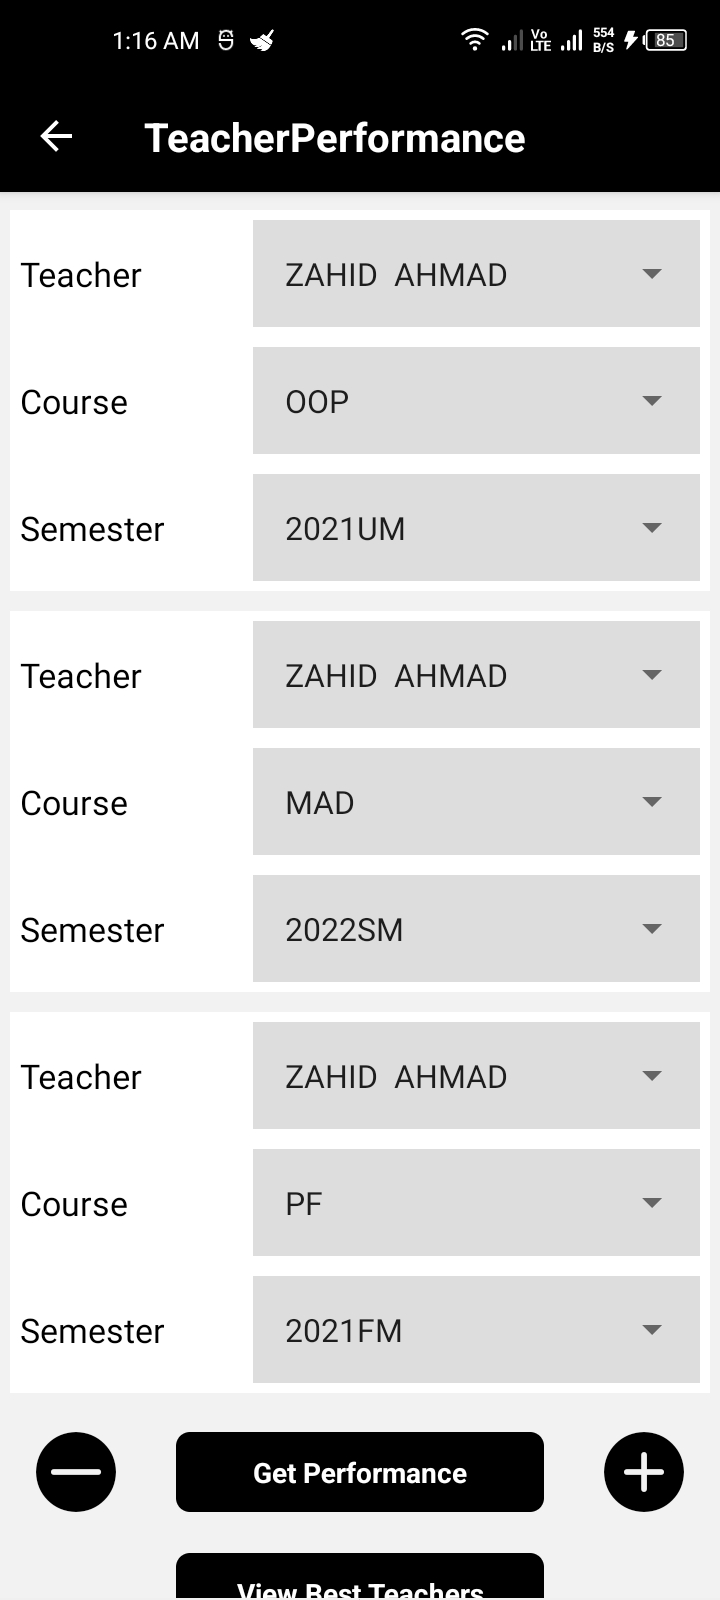 1:16 AM Vo LTE 554 B/S 85
TeacherPerformance
Teacher ZAHID AHMAD
Course OOP
Semester 2021UM
Teacher ZAHID AHMAD
Course MAD
Semester 2022SM
Teacher ZAHID AHMAD
Course PF
Semester 2021FM
Get Performance
View Best Teachers